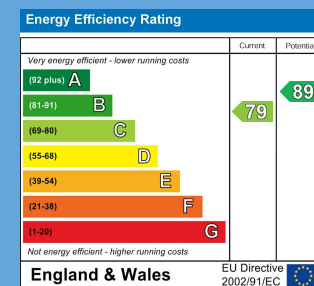 Energy Efficiency Rating
Current Potential
Very energy efficient - lower running costs
(92 plus) A
(81-91) B
89
79
(69-80) C
(55-68) D
(39-54) E
(21-38) F
(1-20) G
Not energy efficient - higher running costs
England & Wales
EU Directive
2002/91/EC